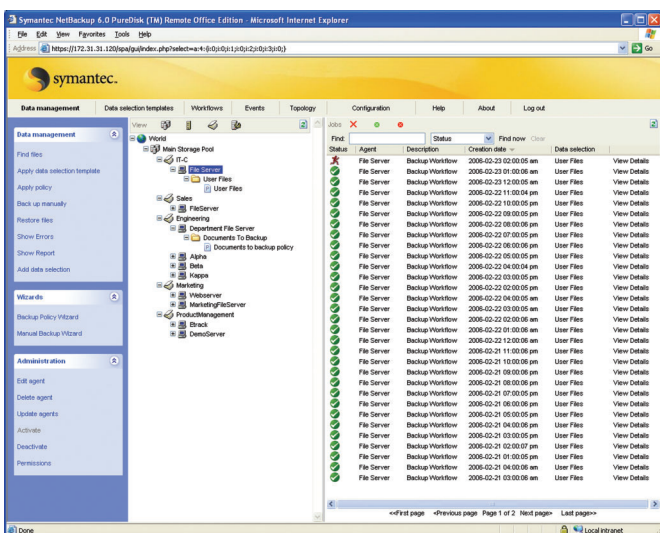 Symantec NetBackup 6.0 PureDisk (TM) Remote Office Edition - Microsoft Internet Explorer
File Edit View Favorites Tools Help
Address https://172.31.31.120/spa/gui/index.php?select=a:4:{i:0;i:0;i:1;i:0;i:2;i:0;i:3;i:0;} Go
symantec.
Data management Data selection templates Workflows Events Topology Configuration Help About Log out
Data management
Find files
Apply data selection template
Apply policy
Back up manually
Restore files
Show Errors
Show Report
Add data selection
Wizards
Backup Policy Wizard
Manual Backup Wizard
Administration
Edit agent
Delete agent
Update agents
Activate
Deactivate
Permissions
View
World
Main Storage Pool
IT-C
File Server
User Files
User Files
Sales
FileServer
Engineering
Department File Server
Documents To Backup
Documents to backup policy
Alpha
Beta
Kappa
Marketing
Webserver
MarketingFileServer
ProductManagement
Etrack
DemoServer
Jobs
Find: Status Find now Clear
Status Agent Description Creation date Data selection
File Server Backup Workflow 2006-02-23 02:00:05 am User Files View Details
File Server Backup Workflow 2006-02-23 01:00:06 am User Files View Details
File Server Backup Workflow 2006-02-23 12:00:05 am User Files View Details
File Server Backup Workflow 2006-02-22 11:00:04 pm User Files View Details
File Server Backup Workflow 2006-02-22 10:00:05 pm User Files View Details
File Server Backup Workflow 2006-02-22 09:00:05 pm User Files View Details
File Server Backup Workflow 2006-02-22 08:00:06 pm User Files View Details
File Server Backup Workflow 2006-02-22 07:00:05 pm User Files View Details
File Server Backup Workflow 2006-02-22 06:00:06 pm User Files View Details
File Server Backup Workflow 2006-02-22 05:00:05 pm User Files View Details
File Server Backup Workflow 2006-02-22 04:00:04 pm User Files View Details
File Server Backup Workflow 2006-02-22 03:00:05 pm User Files View Details
File Server Backup Workflow 2006-02-22 05:00:05 am User Files View Details
File Server Backup Workflow 2006-02-22 04:00:05 am User Files View Details
File Server Backup Workflow 2006-02-22 03:00:05 am User Files View Details
File Server Backup Workflow 2006-02-22 02:00:06 am User Files View Details
File Server Backup Workflow 2006-02-22 01:00:06 am User Files View Details
File Server Backup Workflow 2006-02-22 12:00:06 am User Files View Details
File Server Backup Workflow 2006-02-21 11:00:06 pm User Files View Details
File Server Backup Workflow 2006-02-21 10:00:06 pm User Files View Details
File Server Backup Workflow 2006-02-21 09:00:06 pm User Files View Details
File Server Backup Workflow 2006-02-21 08:00:06 pm User Files View Details
File Server Backup Workflow 2006-02-21 07:00:05 pm User Files View Details
File Server Backup Workflow 2006-02-21 06:00:06 pm User Files View Details
File Server Backup Workflow 2006-02-21 05:00:05 pm User Files View Details
File Server Backup Workflow 2006-02-21 04:00:06 pm User Files View Details
File Server Backup Workflow 2006-02-21 03:00:05 pm User Files View Details
File Server Backup Workflow 2006-02-21 02:00:07 pm User Files View Details
File Server Backup Workflow 2006-02-21 01:00:05 pm User Files View Details
File Server Backup Workflow 2006-02-21 04:00:06 am User Files View Details
File Server Backup Workflow 2006-02-21 03:00:06 am User Files View Details
<<First page <Previous page Page 1 of 2 Next page> Last page>>
Done Local intranet